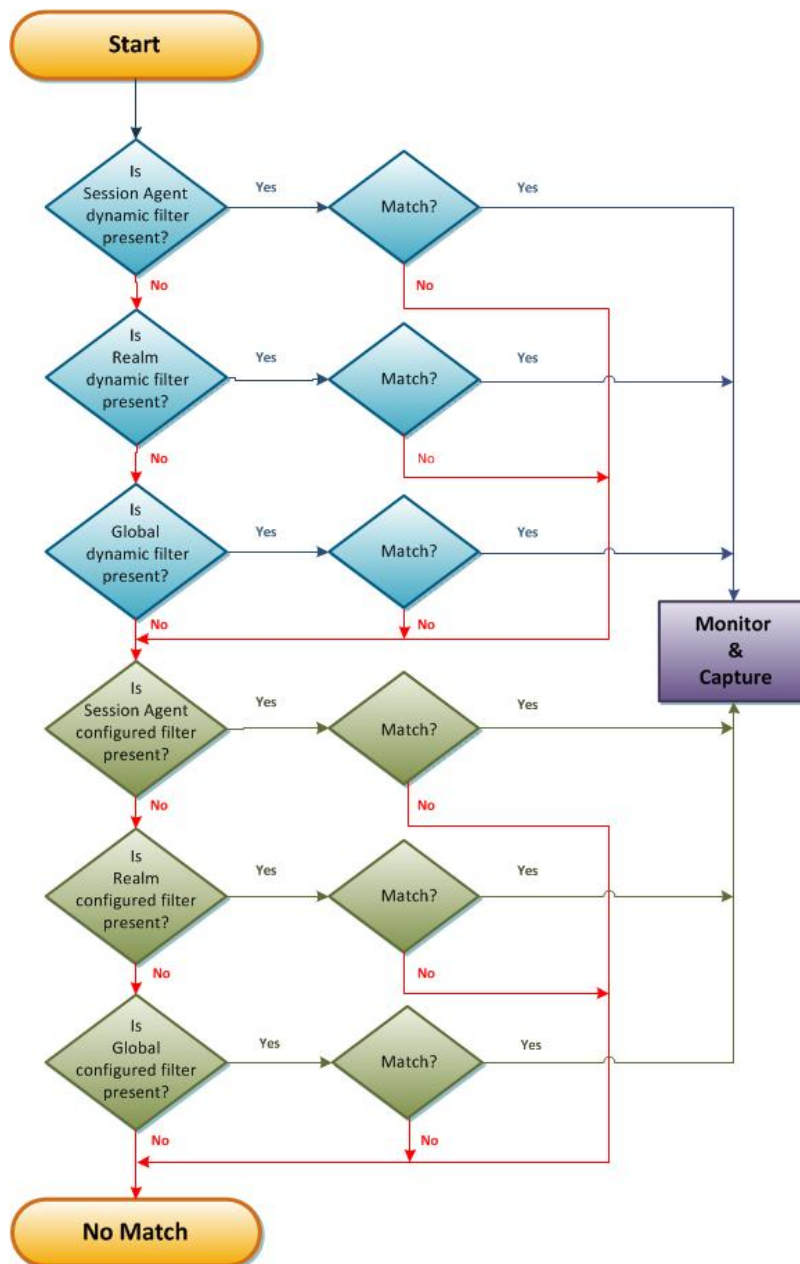 Start
Is
Session Agent
dynamic filter
present?
Yes
Match?
Yes
No
No
Is
Realm
dynamic filter
present?
Yes
Match?
Yes
No
No
Is
Global
dynamic filter
present?
Yes
Match?
Yes
No
No
Monitor
&
Capture
Is
Session Agent
configured filter
present?
Yes
Match?
Yes
No
No
Is
Realm
configured filter
present?
Yes
Match?
Yes
No
No
Is
Global
configured filter
present?
Yes
Match?
Yes
No
No
No Match